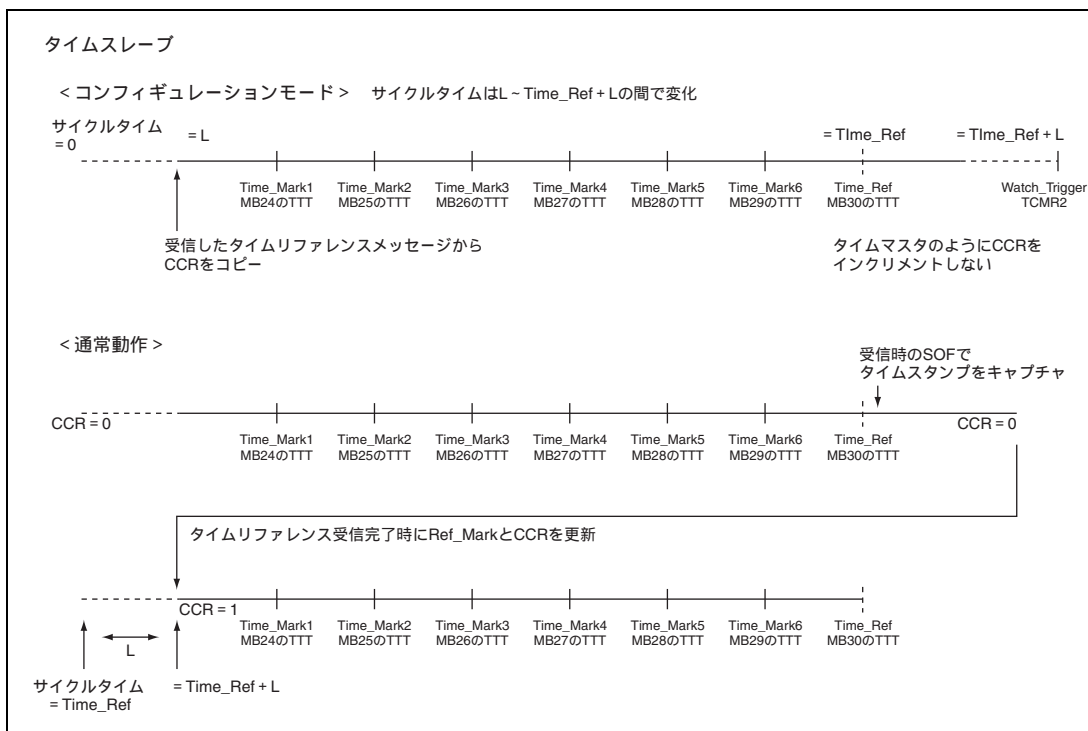 タイムスレーブ
<コンフィギュレーションモード> サイクルタイムはL~Time_Ref+Lの間で変化
サイクルタイム
= 0
= L
= TIme_Ref
= TIme_Ref + L
Time_Mark1
MB24のTTT
Time_Mark2
MB25のTTT
Time_Mark3
MB26のTTT
Time_Mark4
MB27のTTT
Time_Mark5
MB28のTTT
Time_Mark6
MB29のTTT
Time_Ref
MB30のTTT
Watch_Trigger
TCMR2
受信したタイムリファレンスメッセージから
CCRをコピー
タイムマスタのようにCCRを
インクリメントしない
<通常動作>
受信時のSOFで
タイムスタンプをキャプチャ
CCR = 0
CCR = 0
Time_Mark1
MB24のTTT
Time_Mark2
MB25のTTT
Time_Mark3
MB26のTTT
Time_Mark4
MB27のTTT
Time_Mark5
MB28のTTT
Time_Mark6
MB29のTTT
Time_Ref
MB30のTTT
タイムリファレンス受信完了時にRef_MarkとCCRを更新
CCR = 1
Time_Mark1
MB24のTTT
Time_Mark2
MB25のTTT
Time_Mark3
MB26のTTT
Time_Mark4
MB27のTTT
Time_Mark5
MB28のTTT
Time_Mark6
MB29のTTT
Time_Ref
MB30のTTT
L
サイクルタイム
= Time_Ref
= Time_Ref + L